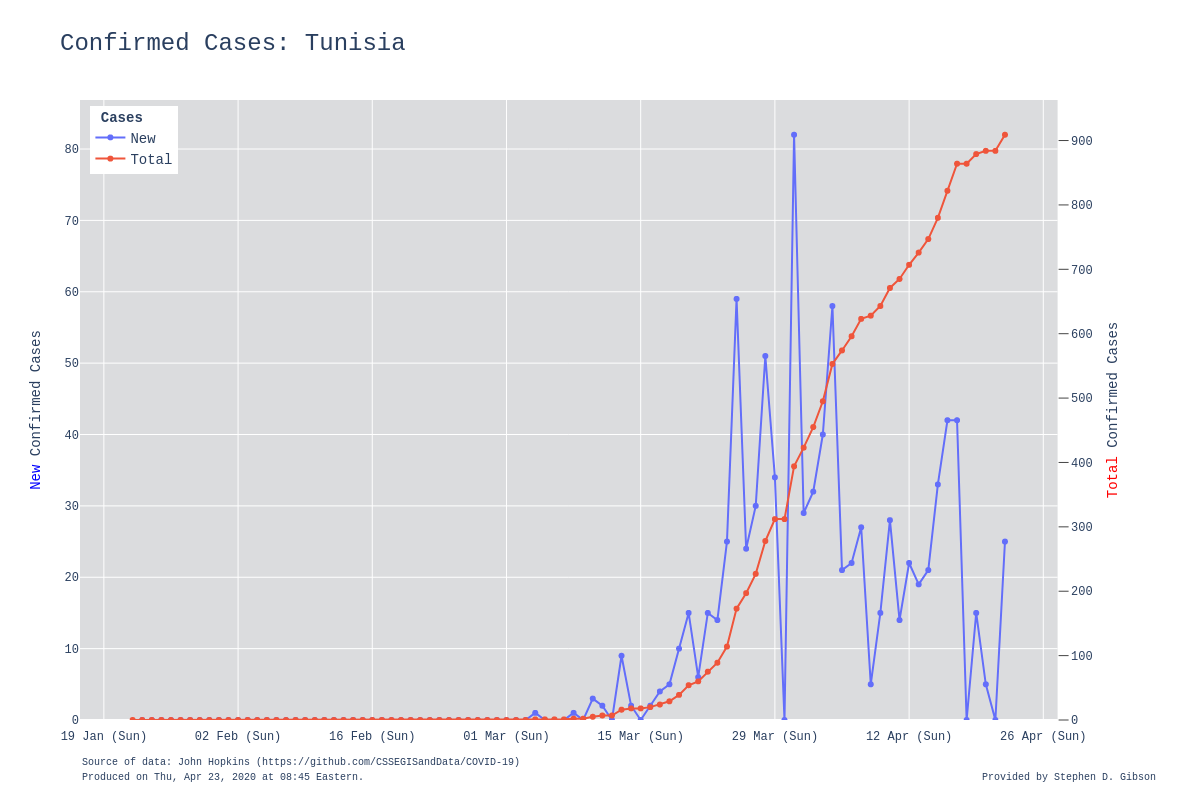 Confirmed Cases: Tunisia
Cases
New
Total
80
70
60
50
40
30
20
10
0
900
800
700
600
500
400
300
200
100
0
New Confirmed Cases
Total Confirmed Cases
19 Jan (Sun) 02 Feb (Sun) 16 Feb (Sun) 01 Mar (Sun) 15 Mar (Sun) 29 Mar (Sun) 12 Apr (Sun) 26 Apr (Sun)
Source of data: John Hopkins (https://github.com/CSSEGISandData/COVID-19)
Produced on Thu, Apr 23, 2020 at 08:45 Eastern.
Provided by Stephen D. Gibson